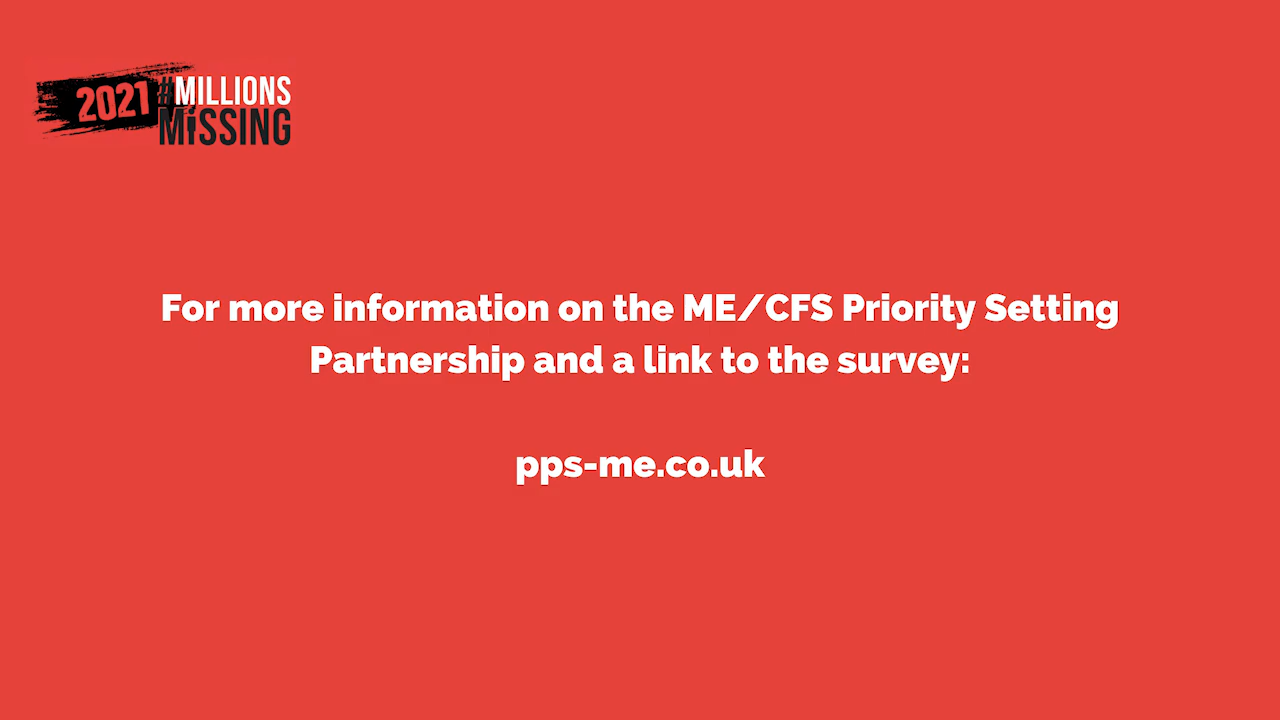 2021 #MILLIONS
MiSSING
For more information on the ME/CFS Priority Setting
Partnership and a link to the survey:
pps-me.co.uk